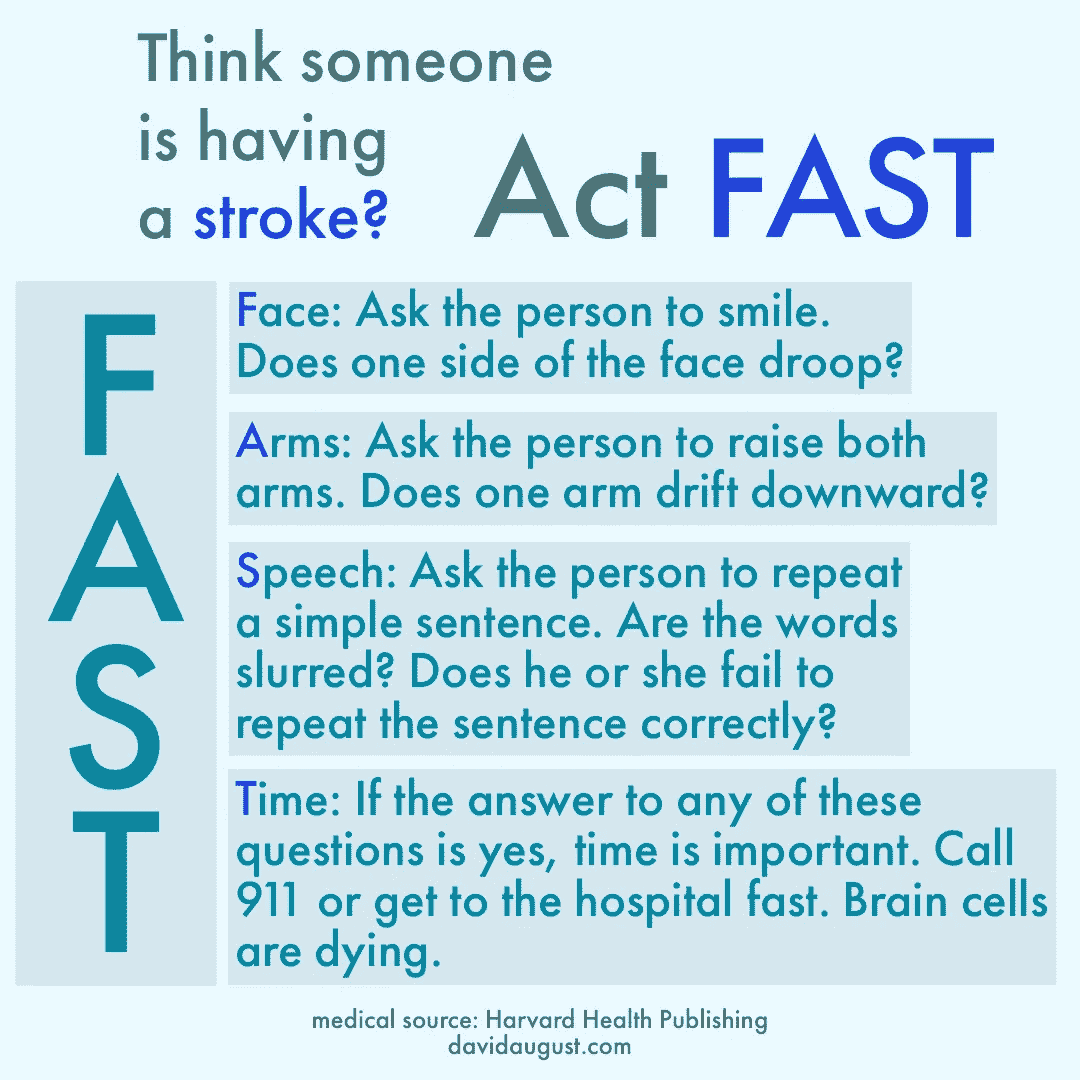 Think someone
is having
a stroke?
Act FAST
F
A
S
T
Face: Ask the person to smile.
Does one side of the face droop?
Arms: Ask the person to raise both
arms. Does one arm drift downward?
Speech: Ask the person to repeat
a simple sentence. Are the words
slurred? Does he or she fail to
repeat the sentence correctly?
Time: If the answer to any of these
questions is yes, time is important. Call
911 or get to the hospital fast. Brain cells
are dying.
medical source: Harvard Health Publishing
davidaugust.com